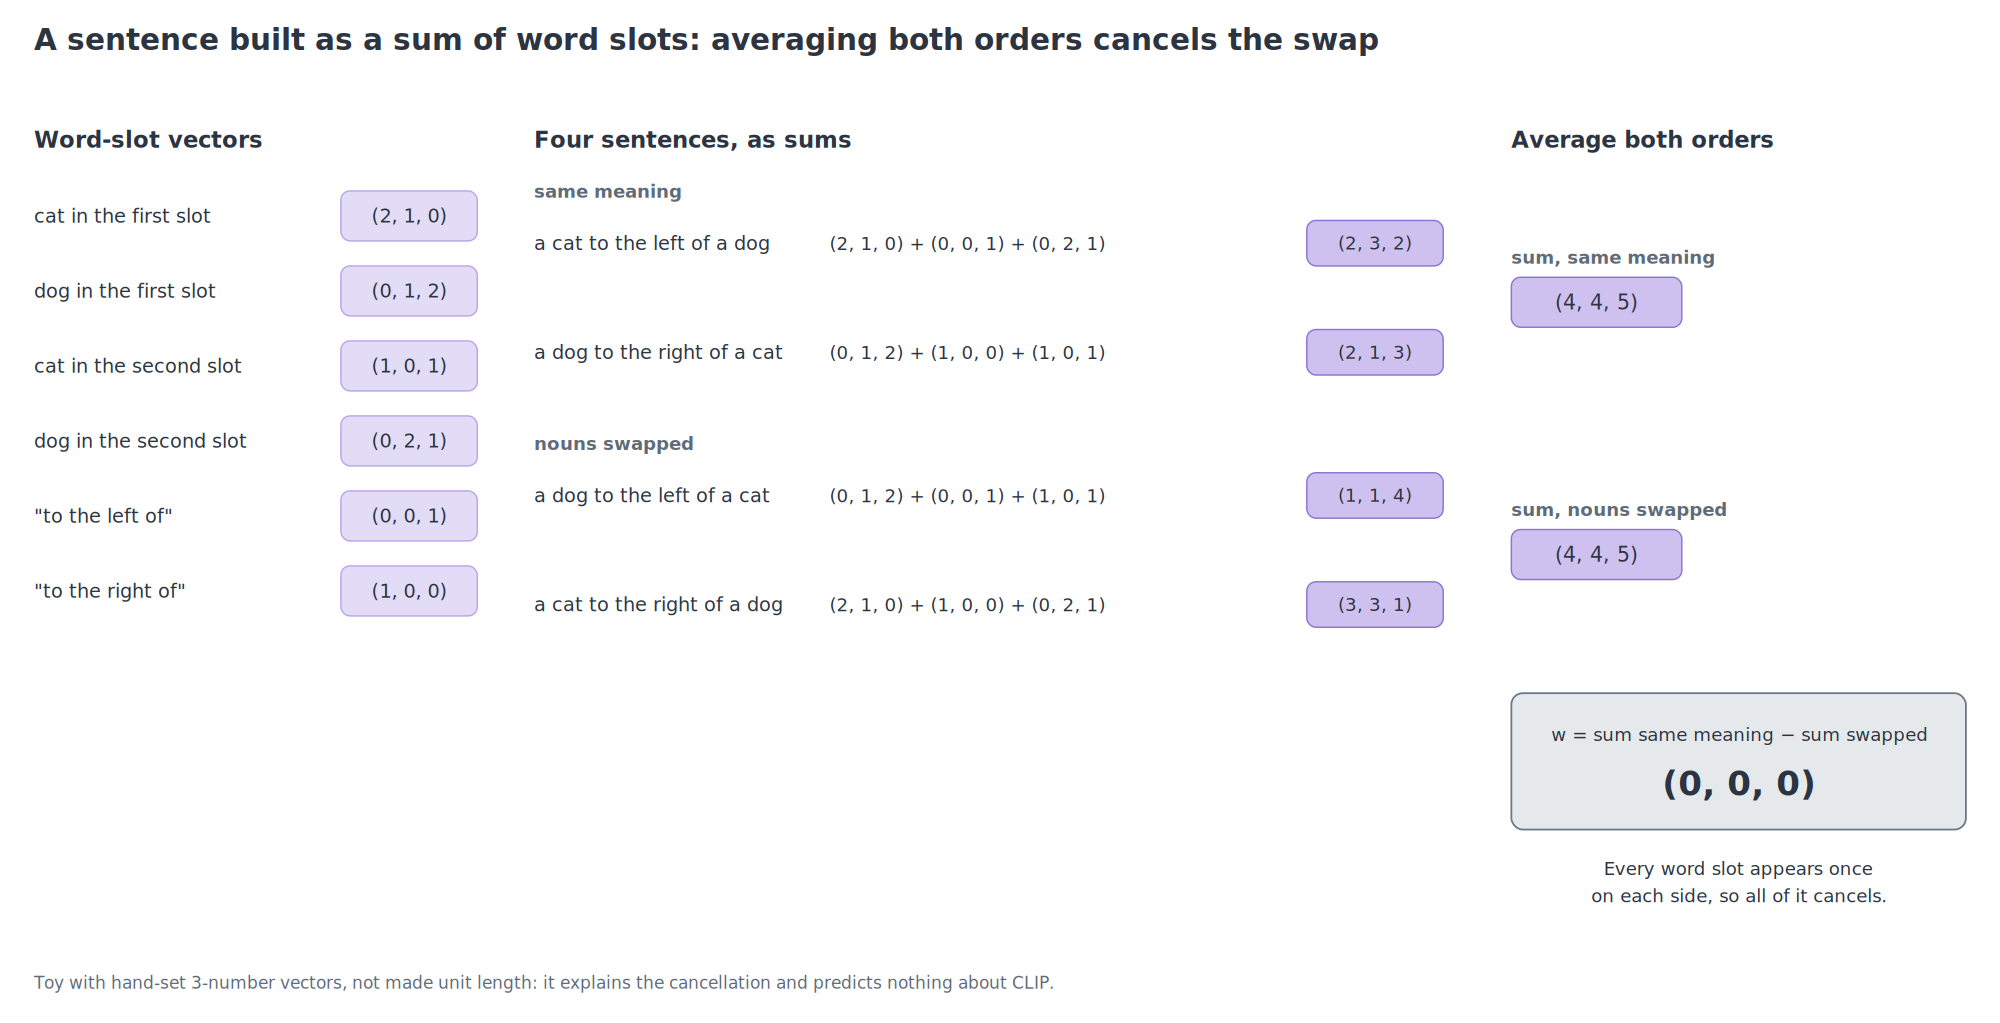 A sentence built as a sum of word slots: averaging both orders cancels the swap
Word-slot vectors
cat in the first slot (2, 1, 0)
dog in the first slot (0, 1, 2)
cat in the second slot (1, 0, 1)
dog in the second slot (0, 2, 1)
"to the left of" (0, 0, 1)
"to the right of" (1, 0, 0)
Four sentences, as sums
same meaning
a cat to the left of a dog (2, 1, 0) + (0, 0, 1) + (0, 2, 1) (2, 3, 2)
a dog to the right of a cat (0, 1, 2) + (1, 0, 0) + (1, 0, 1) (2, 1, 3)
nouns swapped
a dog to the left of a cat (0, 1, 2) + (0, 0, 1) + (1, 0, 1) (1, 1, 4)
a cat to the right of a dog (2, 1, 0) + (1, 0, 0) + (0, 2, 1) (3, 3, 1)
Average both orders
sum, same meaning
(4, 4, 5)
sum, nouns swapped
(4, 4, 5)
w = sum same meaning − sum swapped
(0, 0, 0)
Every word slot appears once
on each side, so all of it cancels.
Toy with hand-set 3-number vectors, not made unit length: it explains the cancellation and predicts nothing about CLIP.